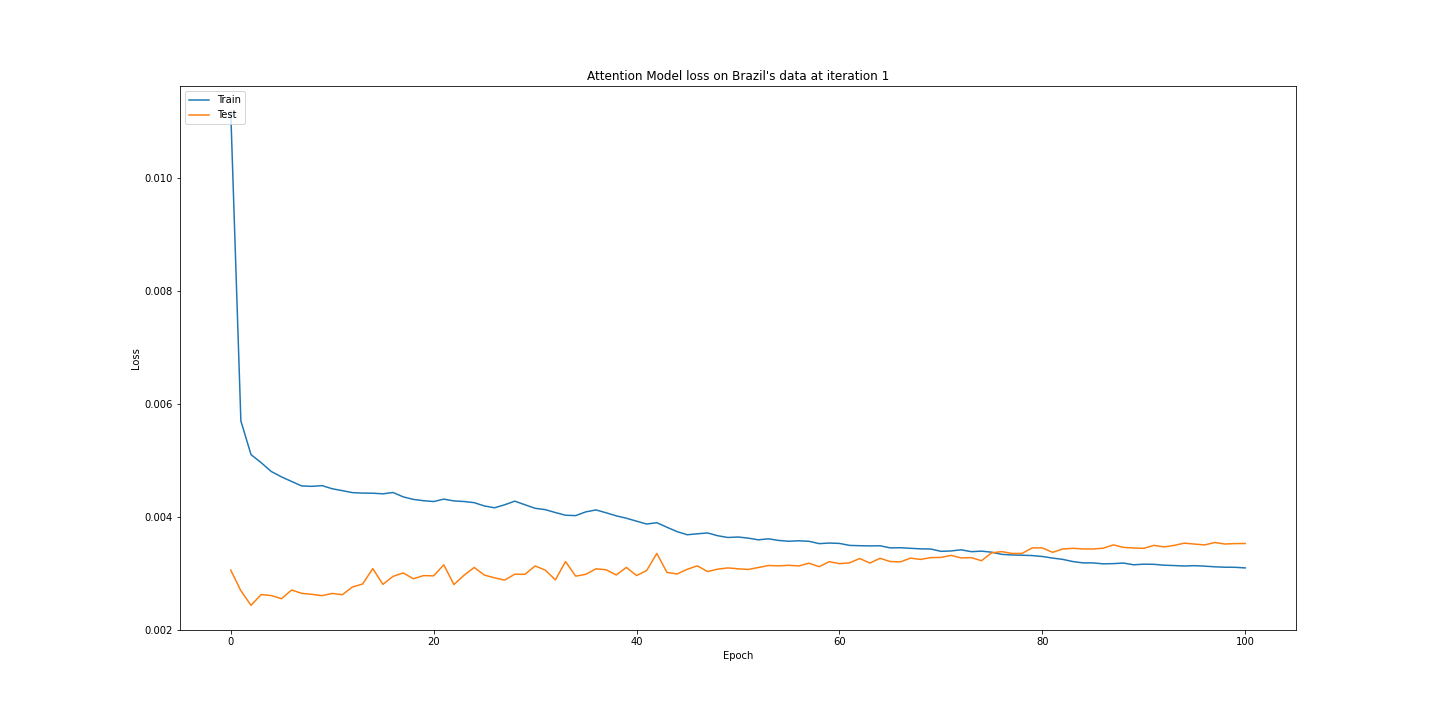 Attention Model loss on Brazil's data at iteration 1
Train
Test
0.010
0.008
0.006
0.004
0.002
Loss
0
20
40
60
80
100
Epoch